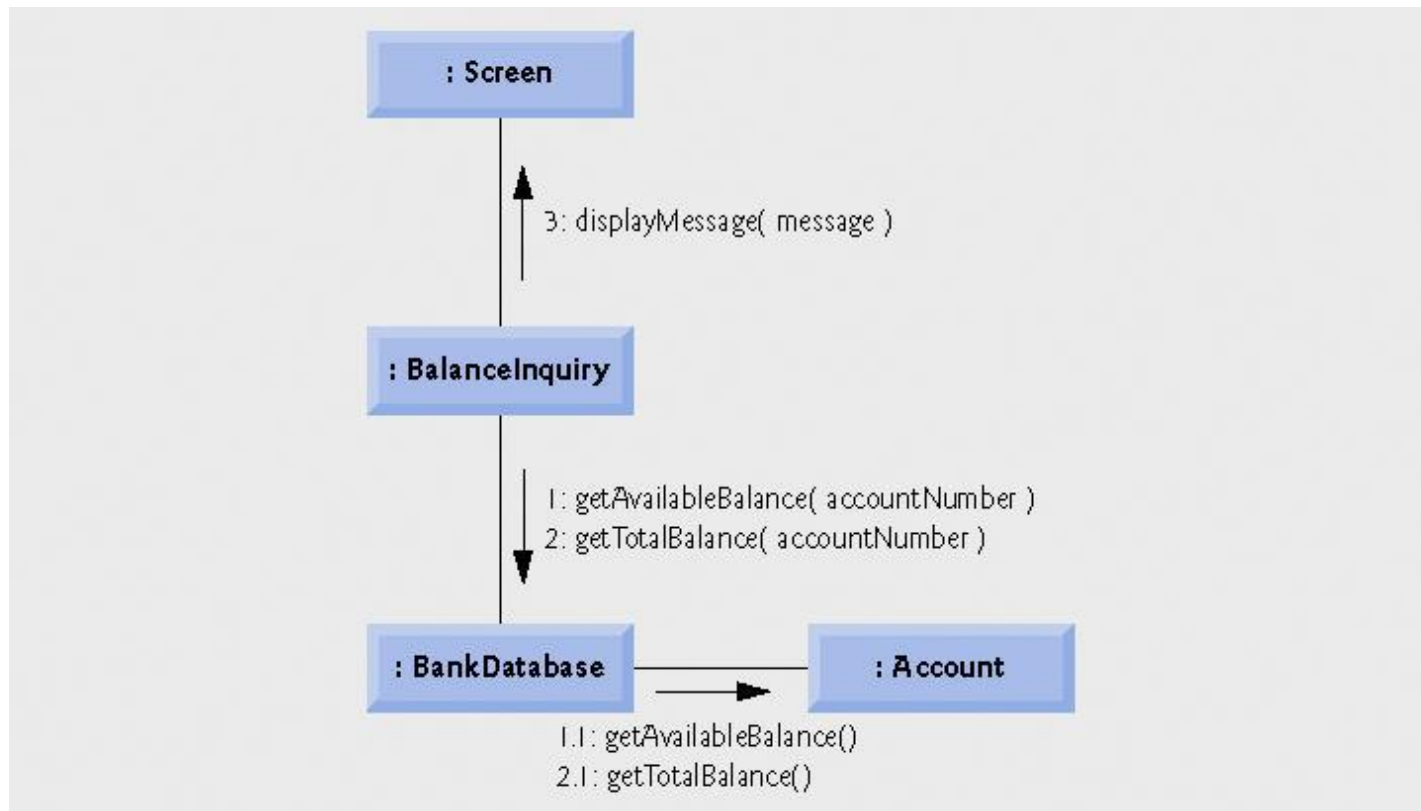 : Screen
3: displayMessage( message )
: BalanceInquiry
1: getAvailableBalance( accountNumber )
2: getTotalBalance( accountNumber )
: BankDatabase
: Account
1.1: getAvailableBalance()
2.1: getTotalBalance()